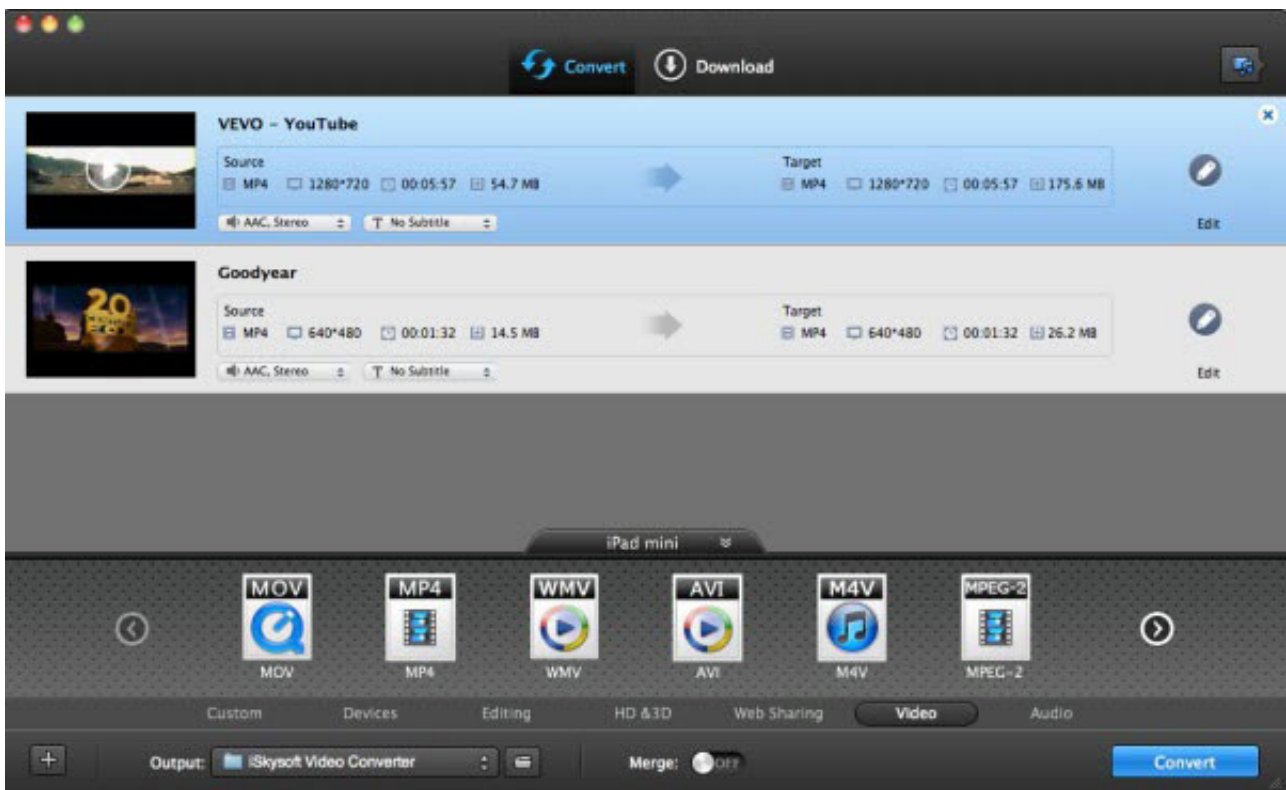 Convert Download
VEVO – YouTube
Source Target
MP4 1280*720 00:05:57 54.7 MB MP4 1280*720 00:05:57 175.6 MB
AAC, Stereo T No Subtitle Edit
Goodyear
20
Source Target
MP4 640*480 00:01:32 14.5 MB MP4 640*480 00:01:32 26.2 MB
AAC, Stereo T No Subtitle Edit
iPad mini
MOV MP4 WMV AVI M4V MPEG-2
MOV MP4 WMV AVI M4V MPEG-2
Custom Devices Editing HD &3D Web Sharing Video Audio
Output: iSkysoft Video Converter Merge: OFF Convert